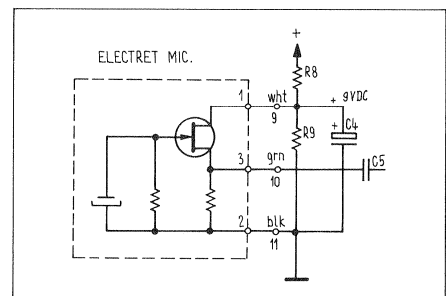 +
ELECTRET MIC.
R8
1 wht + 9VDC
9
+ C4
R9
3 grn
10 C5
2 blk
11